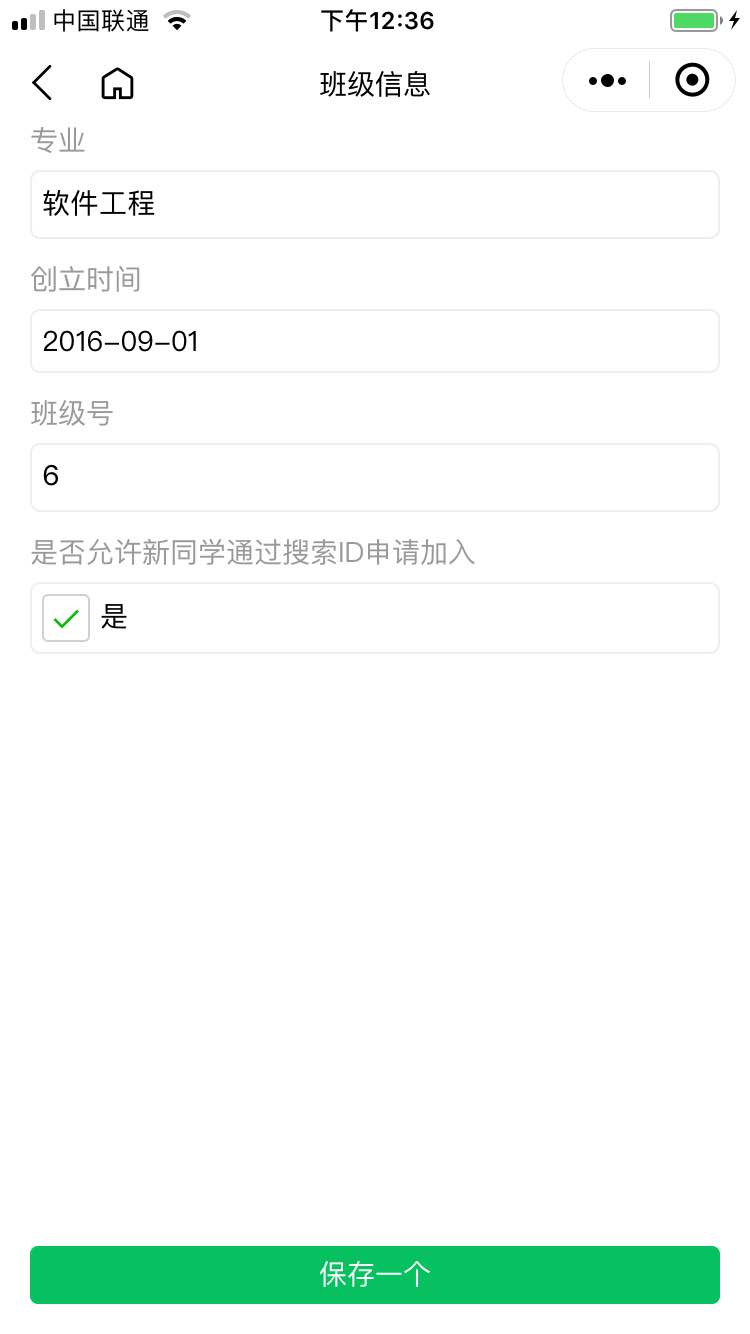 中国联通
下午12:36
班级信息
专业
软件工程
创立时间
2016-09-01
班级号
6
是否允许新同学通过搜索ID申请加入
是
保存一个